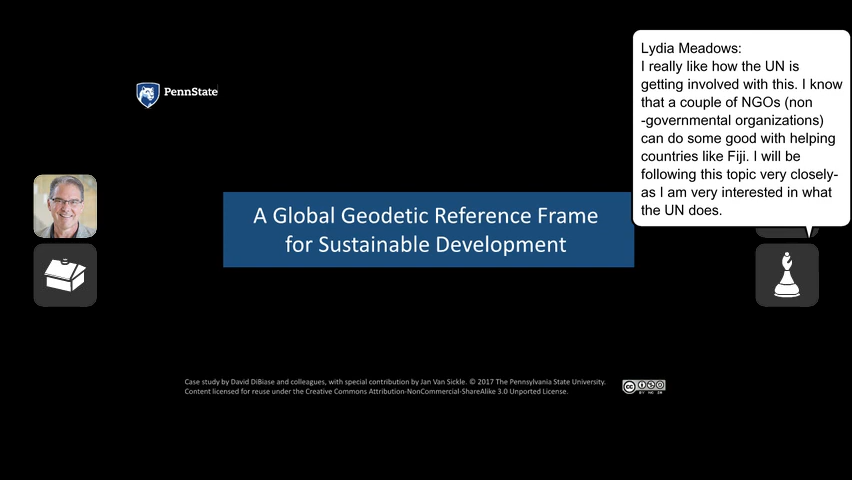 PennState
A Global Geodetic Reference Frame
for Sustainable Development
Lydia Meadows:
I really like how the UN is
getting involved with this. I know
that a couple of NGOs (non
-governmental organizations)
can do some good with helping
countries like Fiji. I will be
following this topic very closely-
as I am very interested in what
the UN does.
Case study by David DiBiase and colleagues, with special contribution by Jan Van Sickle. © 2017 The Pennsylvania State University.
Content licensed for reuse under the Creative Commons Attribution-NonCommercial-ShareAlike 3.0 Unported License.
cc
BY NC SA